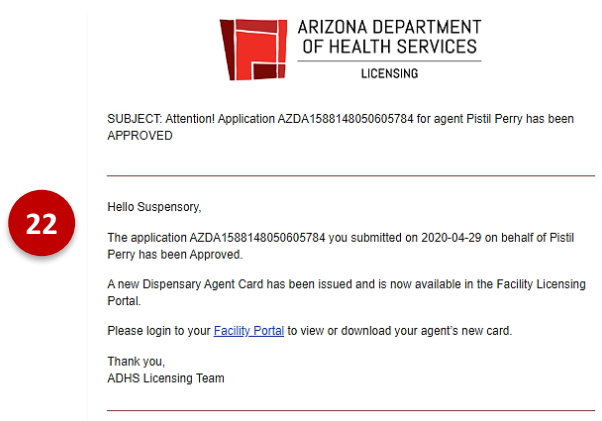 ARIZONA DEPARTMENT
OF HEALTH SERVICES
LICENSING
SUBJECT: Attention! Application AZDA1588148050605784 for agent Pistil Perry has been
APPROVED
22
Hello Suspensory,
The application AZDA1588148050605784 you submitted on 2020-04-29 on behalf of Pistil
Perry has been Approved.
A new Dispensary Agent Card has been issued and is now available in the Facility Licensing
Portal.
Please login to your Facility Portal to view or download your agent's new card.
Thank you,
ADHS Licensing Team